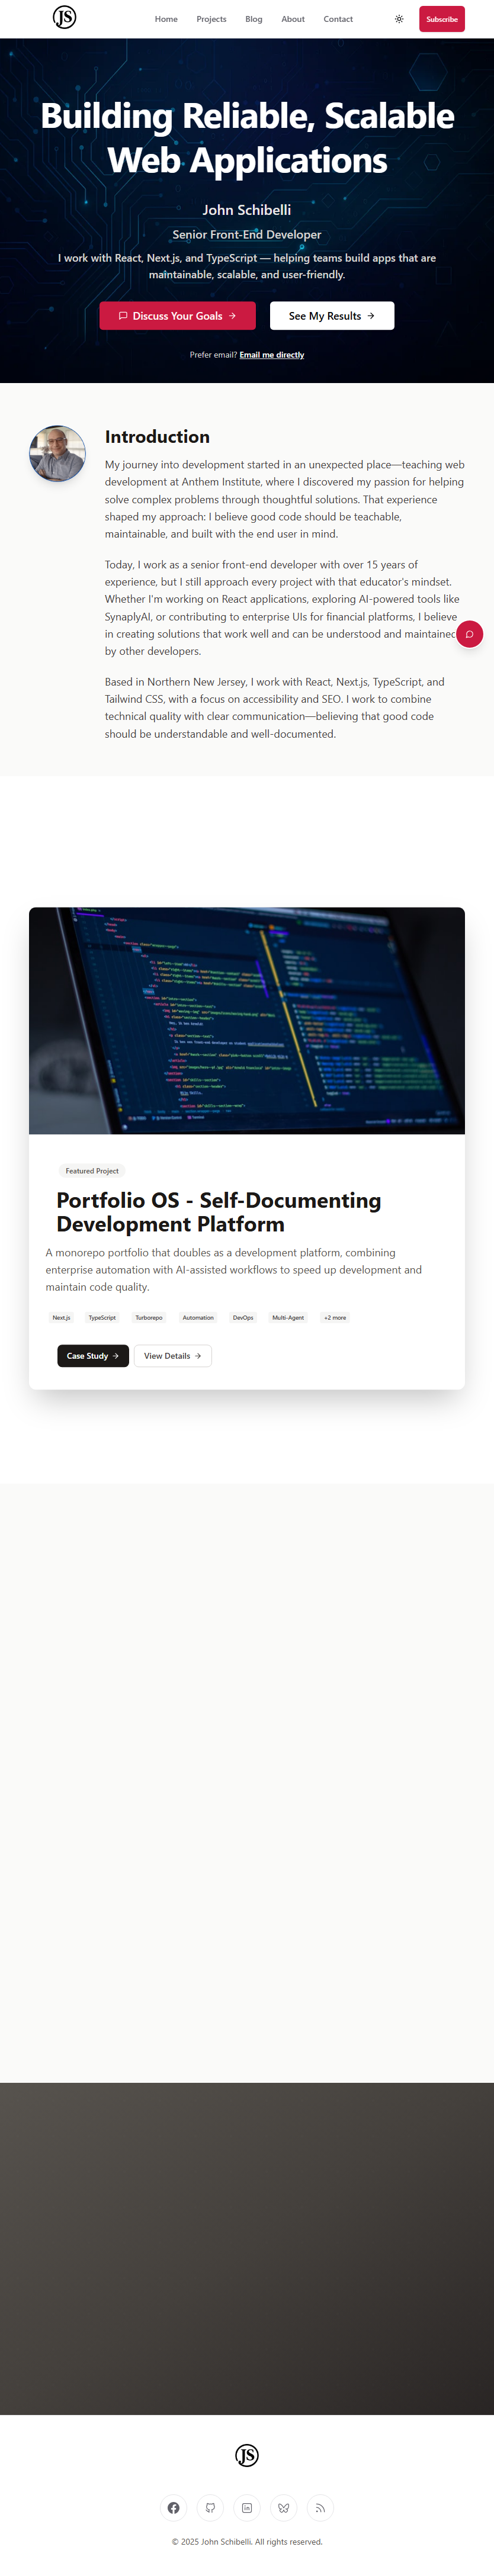 JS
Home Projects Blog About Contact Subscribe
Building Reliable, Scalable
Web Applications
John Schibelli
Senior Front-End Developer
I work with React, Next.js, and TypeScript — helping teams build apps that are
maintainable, scalable, and user-friendly.
Discuss Your Goals → See My Results →
Prefer email? Email me directly
Introduction
My journey into development started in an unexpected place—teaching web
development at Anthem Institute, where I discovered my passion for helping
solve complex problems through thoughtful solutions. That experience
shaped my approach: I believe good code should be teachable,
maintainable, and built with the end user in mind.
Today, I work as a senior front-end developer with over 15 years of
experience, but I still approach every project with that educator's mindset.
Whether I'm working on React applications, exploring AI-powered tools like
SynaplyAI, or contributing to enterprise UIs for financial platforms, I believe
in creating solutions that work well and can be understood and maintained
by other developers.
Based in Northern New Jersey, I work with React, Next.js, TypeScript, and
Tailwind CSS, with a focus on accessibility and SEO. I work to combine
technical quality with clear communication—believing that good code
should be understandable and well-documented.
Featured Project
Portfolio OS - Self-Documenting
Development Platform
A monorepo portfolio that doubles as a development platform, combining
enterprise automation with AI-assisted workflows to speed up development and
maintain code quality.
Next.js TypeScript Turborepo Automation DevOps Multi-Agent +2 more
Case Study → View Details →
JS
© 2025 John Schibelli. All rights reserved.